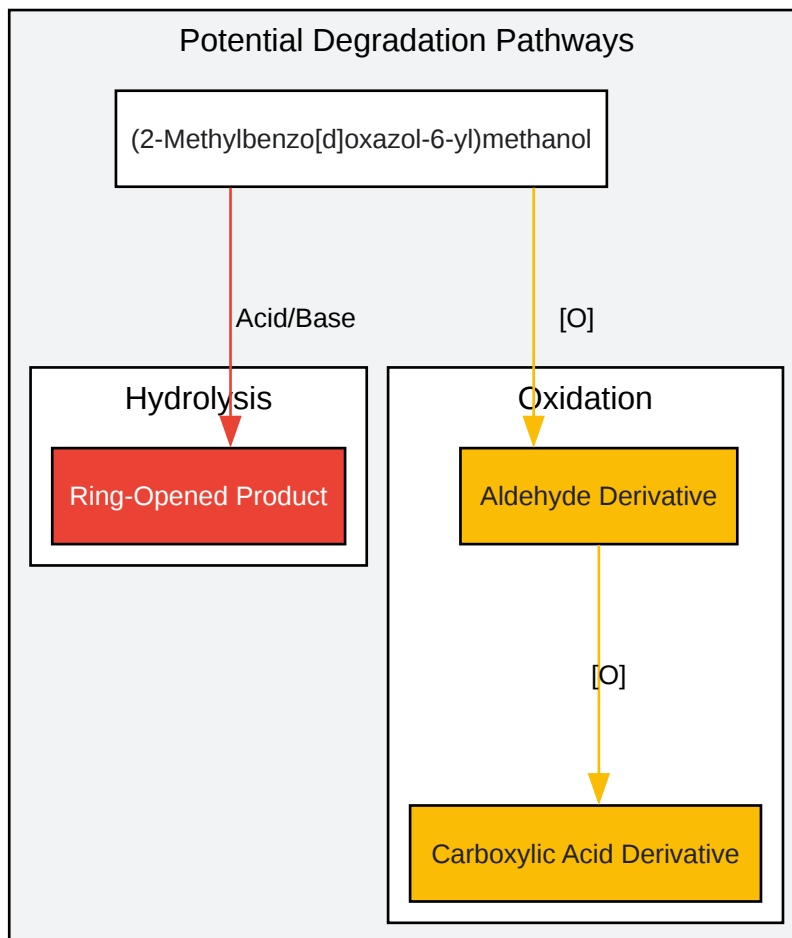 Potential Degradation Pathways
(2-Methylbenzo[d]oxazol-6-yl)methanol
Acid/Base
[O]
Hydrolysis
Oxidation
Ring-Opened Product
Aldehyde Derivative
[O]
Carboxylic Acid Derivative